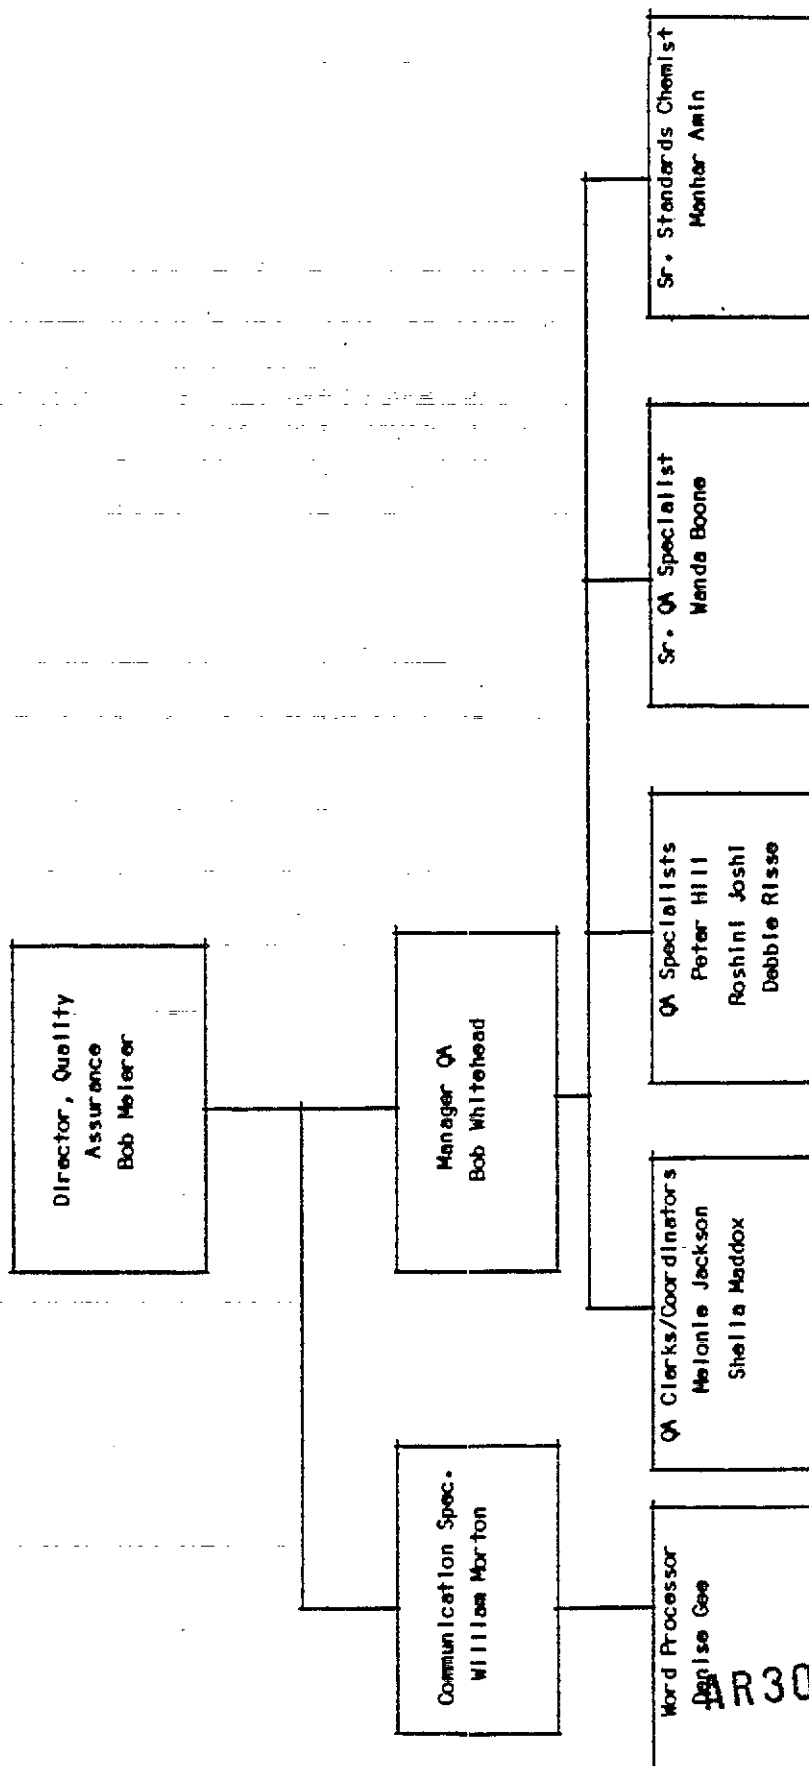 Director, Quality
Assurance
Bob Meierer
Communication Spec.
William Morton
Manager QA
Bob Whitehead
Word Processor
Denise Gee
QA Clerks/Coordinators
Melonie Jackson
Sheila Maddox
QA Specialists
Peter Hill
Roshini Joshi
Debbie Risse
Sr. QA Specialist
Wanda Boone
Sr. Standards Chemist
Manhar Amin
AR30